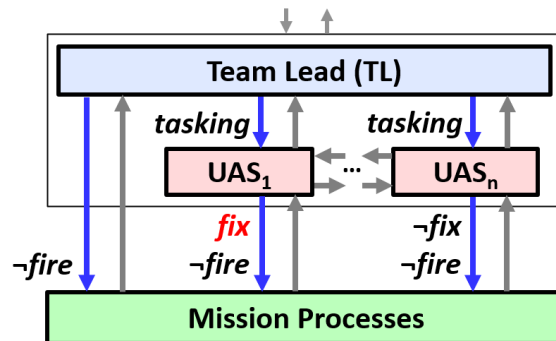 Team Lead (TL)
tasking tasking
UAS1 ... UASn
fix ¬fix
¬fire ¬fire ¬fire
Mission Processes